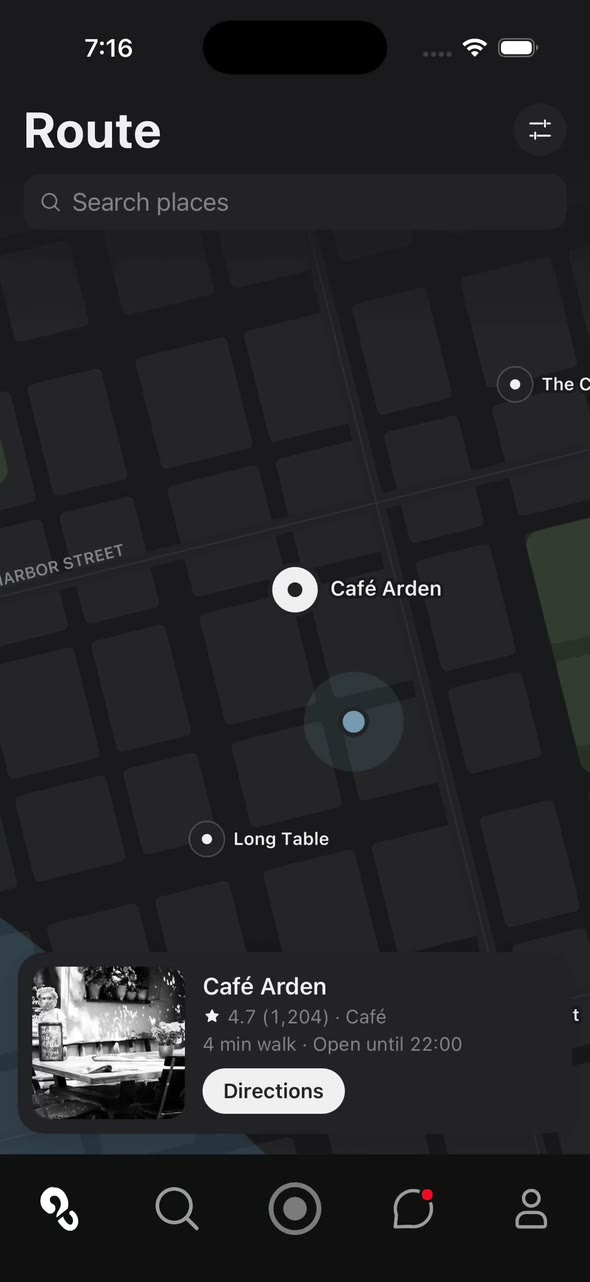 7:16
Route
Search places
The C
HARBOR STREET
Café Arden
Long Table
Café Arden
4.7 (1,204) · Café
t
4 min walk · Open until 22:00
Directions